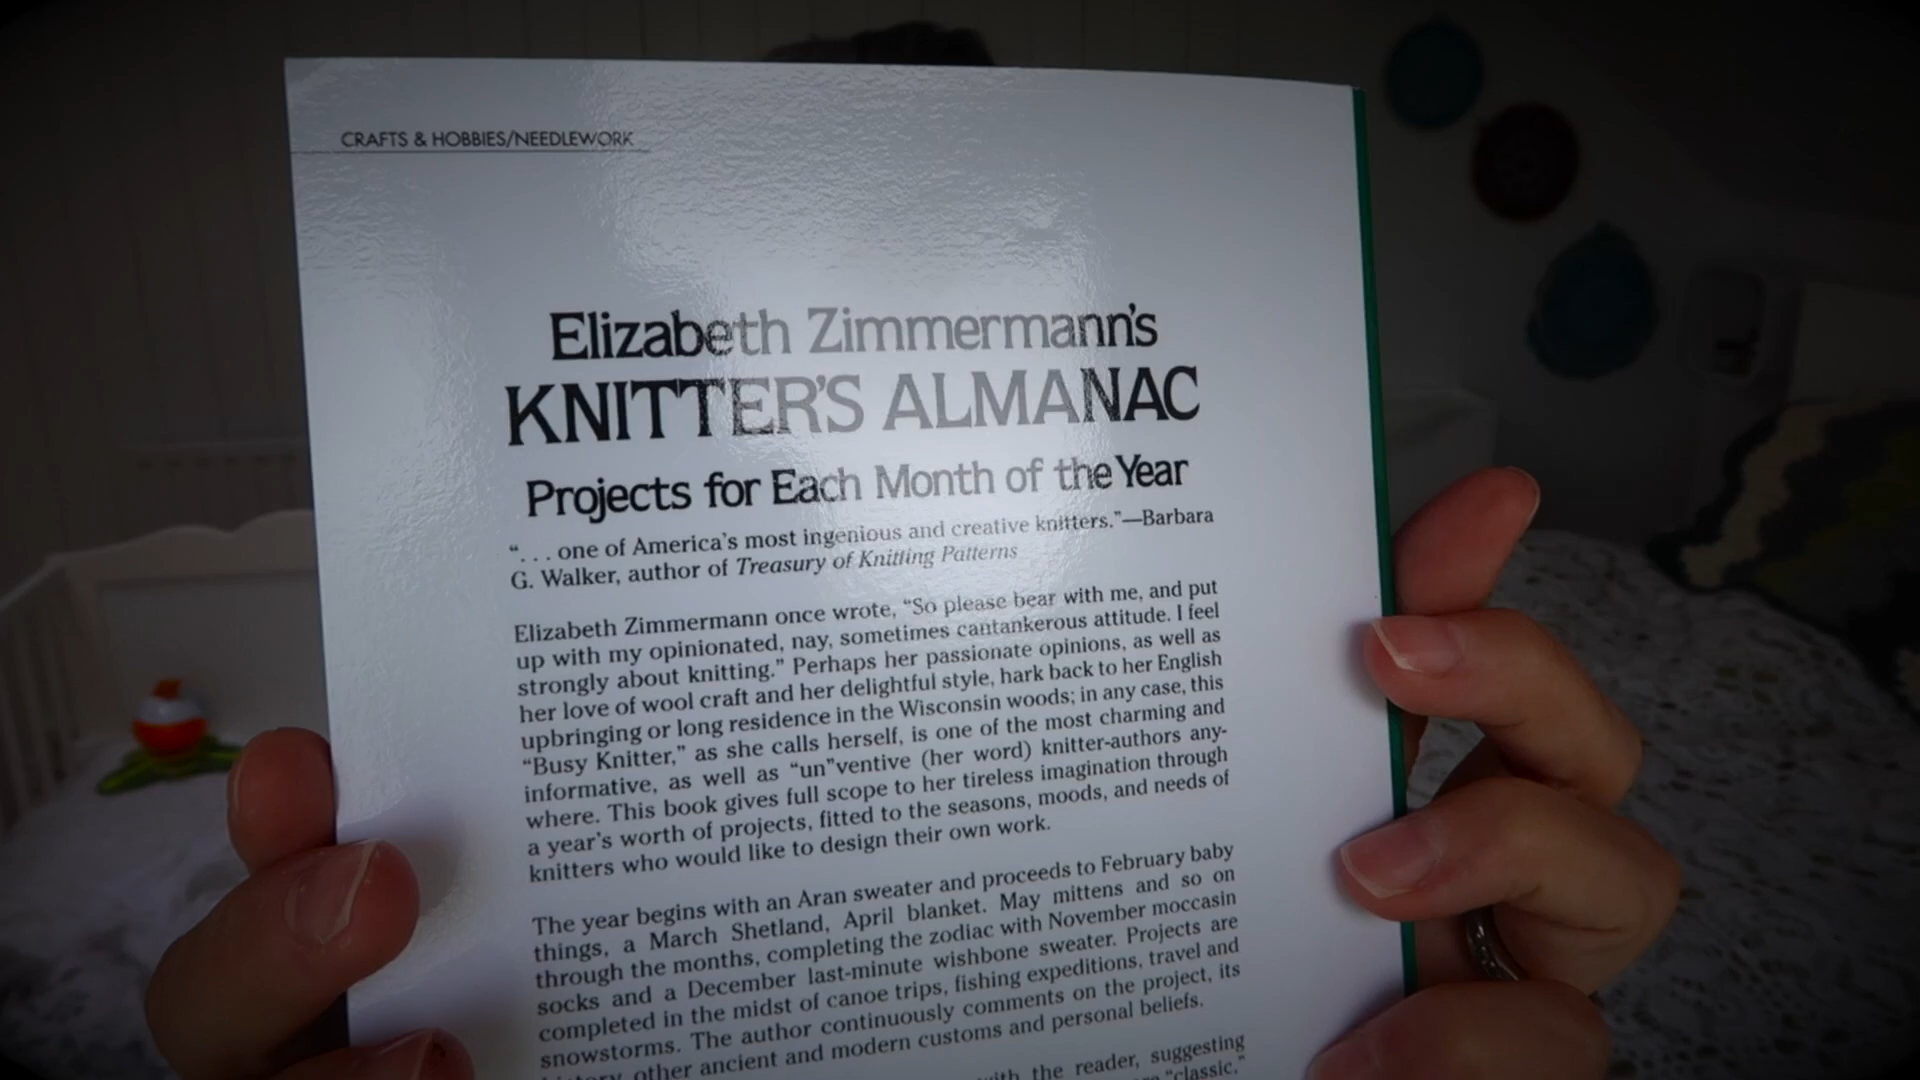 CRAFTS & HOBBIES/NEEDLEWORK
Elizabeth Zimmermann's
KNITTER'S ALMANAC
Projects for Each Month of the Year
“. . . one of America's most ingenious and creative knitters.”—Barbara
G. Walker, author of Treasury of Knitting Patterns
Elizabeth Zimmermann once wrote, “So please bear with me, and put
up with my opinionated, nay, sometimes cantankerous attitude. I feel
strongly about knitting.” Perhaps her passionate opinions, as well as
her love of wool craft and her delightful style, hark back to her English
upbringing or long residence in the Wisconsin woods; in any case, this
“Busy Knitter,” as she calls herself, is one of the most charming and
informative, as well as “un”ventive (her word) knitter-authors any-
where. This book gives full scope to her tireless imagination through
a year's worth of projects, fitted to the seasons, moods, and needs of
knitters who would like to design their own work.
The year begins with an Aran sweater and proceeds to February baby
things, a March Shetland, April blanket. May mittens and so on
through the months, completing the zodiac with November moccasin
socks and a December last-minute wishbone sweater. Projects are
completed in the midst of canoe trips, fishing expeditions, travel and
snowstorms. The author continuously comments on the project, its
history, other ancient and modern customs and personal beliefs.
with the reader, suggesting
“classic.”